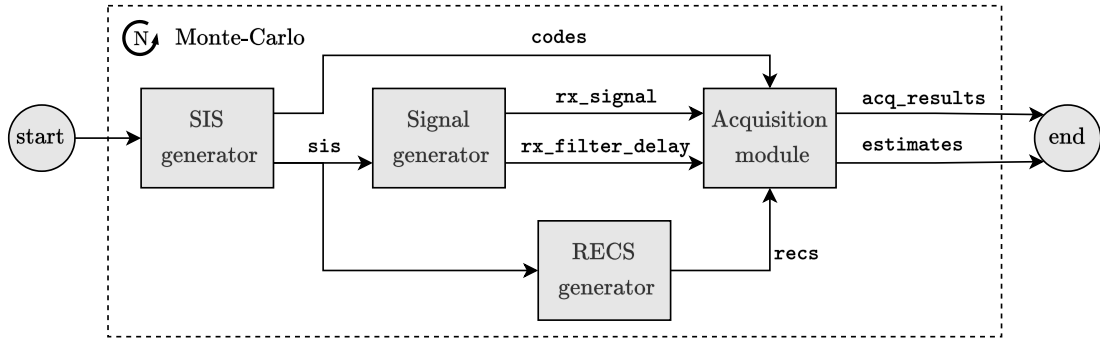 N Monte-Carlo
codes
start
SIS
generator
sis
Signal
generator
rx_signal
rx_filter_delay
Acquisition
module
acq_results
estimates
end
RECS
generator
recs